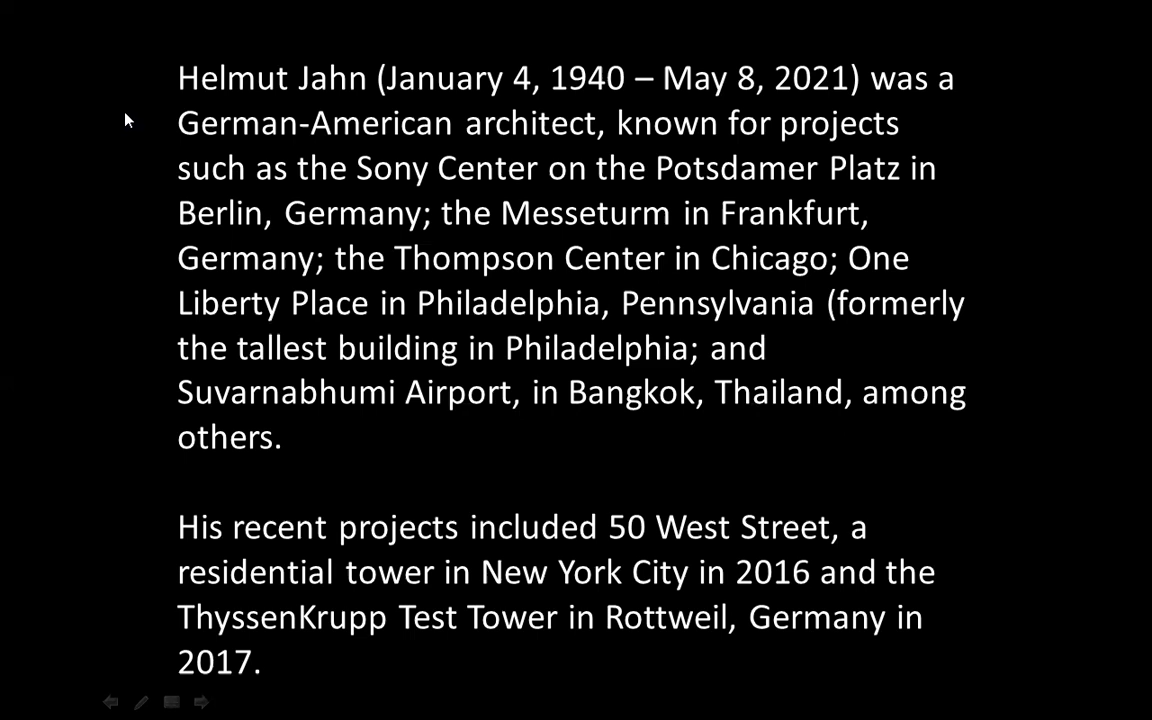 Helmut Jahn (January 4, 1940 – May 8, 2021) was a
German-American architect, known for projects
such as the Sony Center on the Potsdamer Platz in
Berlin, Germany; the Messeturm in Frankfurt,
Germany; the Thompson Center in Chicago; One
Liberty Place in Philadelphia, Pennsylvania (formerly
the tallest building in Philadelphia; and
Suvarnabhumi Airport, in Bangkok, Thailand, among
others.
His recent projects included 50 West Street, a
residential tower in New York City in 2016 and the
ThyssenKrupp Test Tower in Rottweil, Germany in
2017.